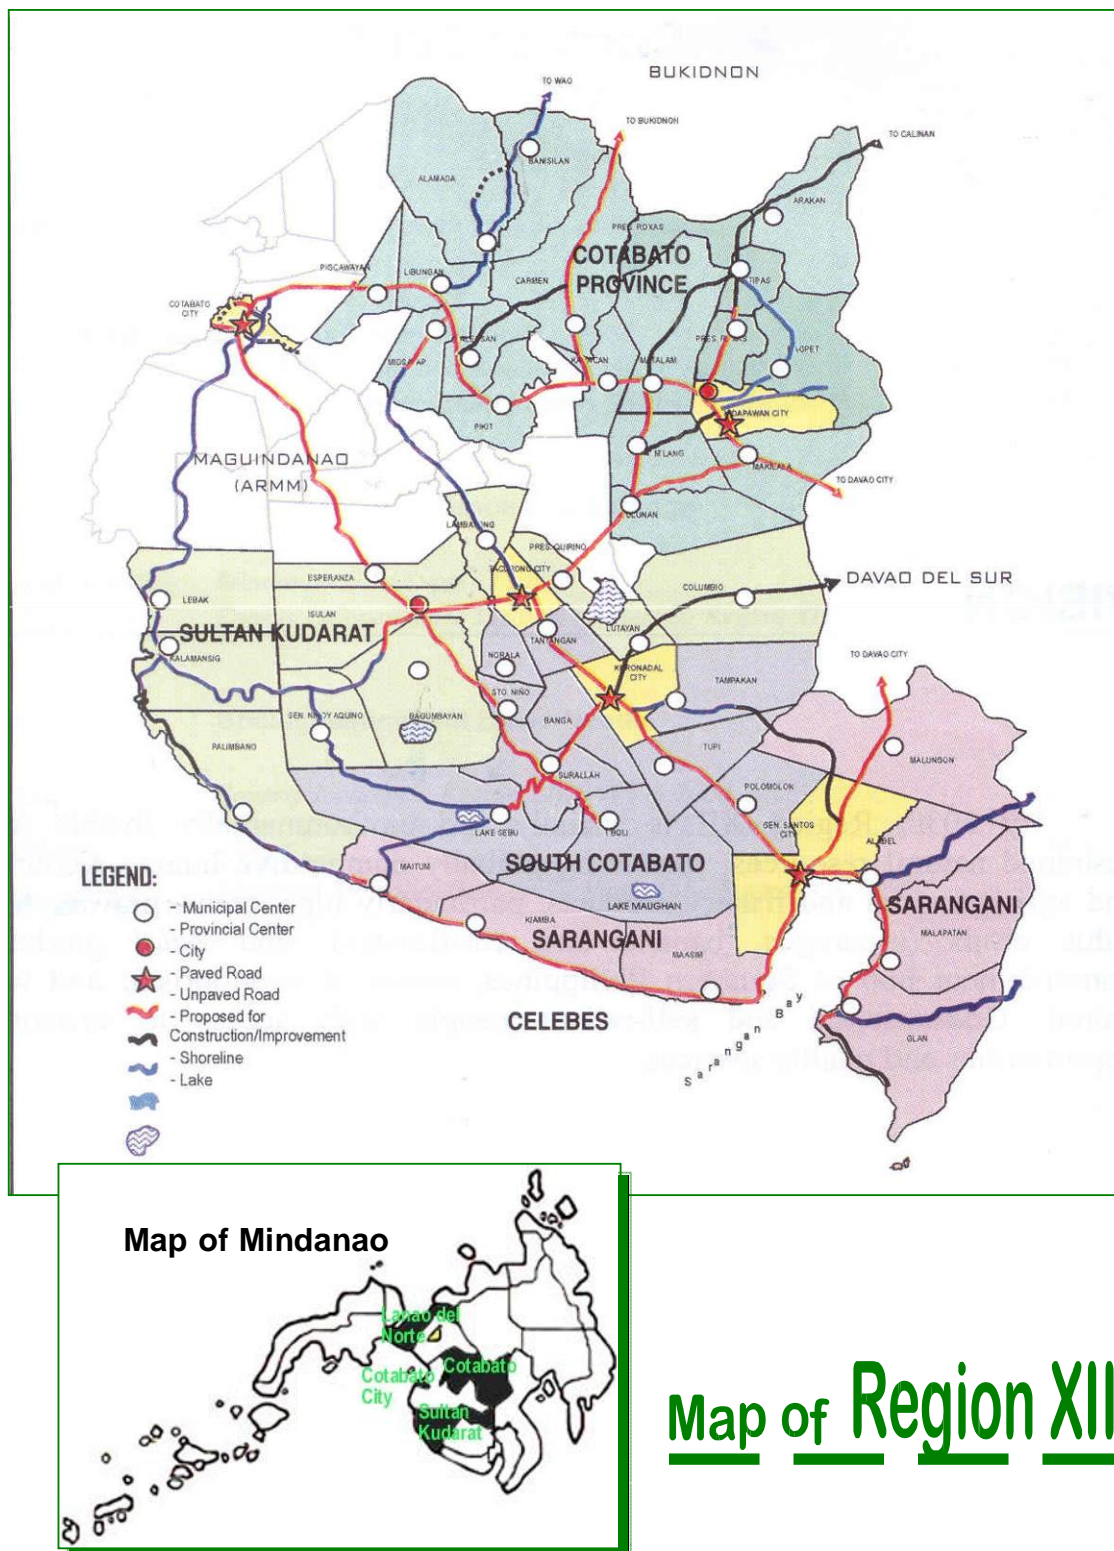 BUKIDNON
TO WAO
TO BUKIDNON
TO CALINAN
BANISILAN
ALAMADA
ARAKAN
PRES. ROXAS
COTABATO
PROVINCE
PIGCAWAYAN
LIBUNGAN
CARMEN
COTABATO
CITY
MATALAM
PIKIT
M'LANG
MAKILALA
TO DAVAO CITY
MAGUINDANAO
(ARMM)
PRES. QUIRINO
TACURONG CITY
ESPERANZA
COLUMBIO
DAVAO DEL SUR
LEBAK
ISULAN
SULTAN KUDARAT
LUTAYAN
TANTANGAN
KALAMANSIG
NORALA
KORONADAL
CITY
TO DAVAO CITY
TAMPAKAN
STO. NIÑO
SEN. NINOY AQUINO
BAGUMBAYAN
BANGA
PALIMBANG
TUPI
MALUNGON
SURALLAH
POLOMOLOK
GEN. SANTOS
CITY
LAKE SEBU
T BOLI
ALABEL
MAITUM
SOUTH COTABATO
LAKE MAUGHAN
SARANGANI
KIAMBA
SARANGANI
MALAPATAN
MAASIM
CELEBES
Sarangan Bay
GLAN
LEGEND:
- Municipal Center
- Provincial Center
- City
- Paved Road
- Unpaved Road
- Proposed for
Construction/Improvement
- Shoreline
- Lake
Map of Mindanao
Lanao del
Norte
Cotabato
Cotabato
City
Sultan
Kudarat
Map of Region XII